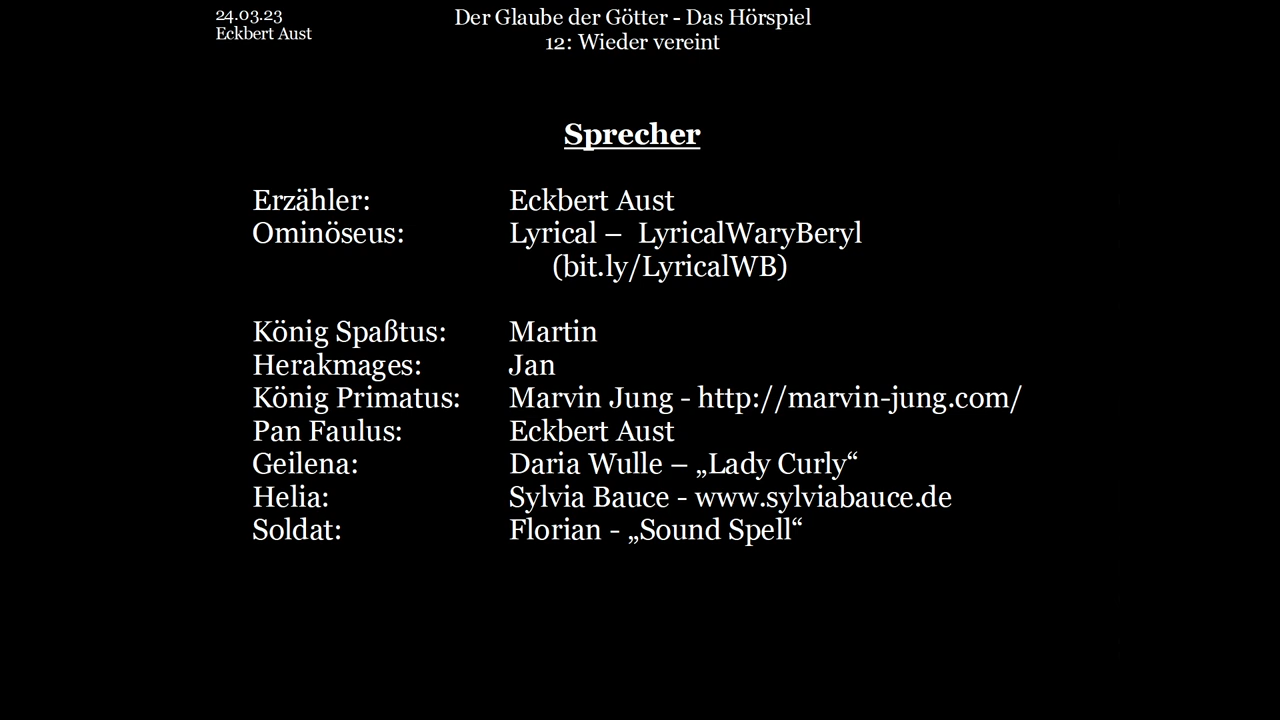 24.03.23
Eckbert Aust
Der Glaube der Götter - Das Hörspiel
12: Wieder vereint
Sprecher
Erzähler: Eckbert Aust
Ominöseus: Lyrical – LyricalWaryBeryl
(bit.ly/LyricalWB)
König Spaßtus: Martin
Herakmages: Jan
König Primatus: Marvin Jung - http://marvin-jung.com/
Pan Faulus: Eckbert Aust
Geilena: Daria Wulle – „Lady Curly“
Helia: Sylvia Bauce - www.sylviabauce.de
Soldat: Florian - „Sound Spell“